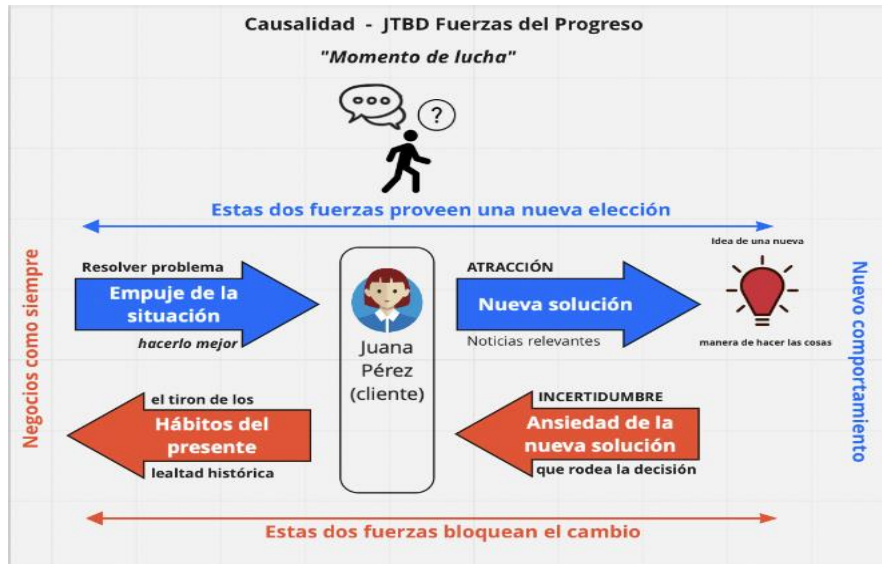 Causalidad - JTBD Fuerzas del Progreso
"Momento de lucha"
?
Estas dos fuerzas proveen una nueva elección
Negocios como siempre
Resolver problema
Empuje de la
situación
hacerlo mejor
Juana
Pérez
(cliente)
ATRACCIÓN
Nueva solución
Noticias relevantes
Idea de una nueva
manera de hacer las cosas
Nuevo comportamiento
el tiron de los
Hábitos del
presente
lealtad histórica
INCERTIDUMBRE
Ansiedad de la
nueva solución
que rodea la decisión
Estas dos fuerzas bloquean el cambio